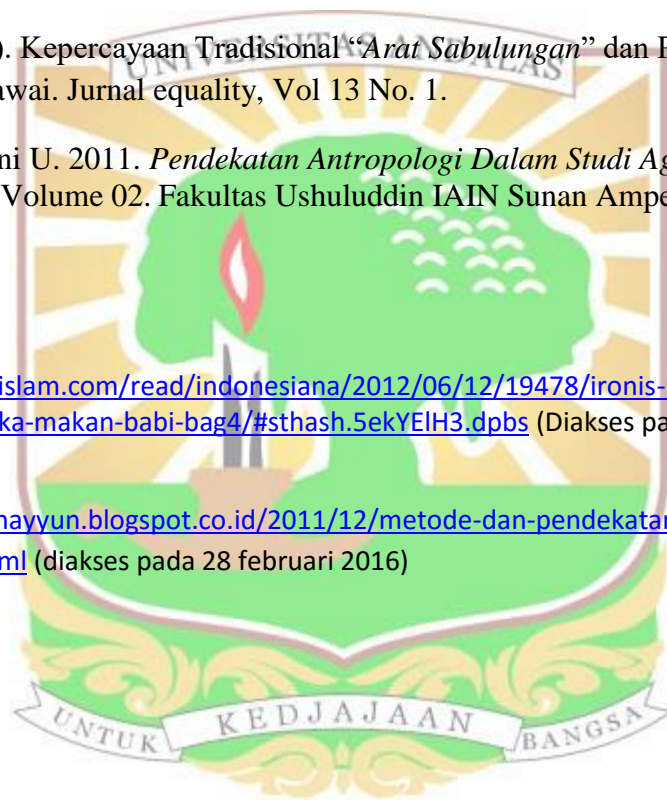 ). Kepercayaan Tradisional “Arat Sabulungan” dan P
UNIVERSITAS ANDALAS
awai. Jurnal equality, Vol 13 No. 1.
ni U. 2011. Pendekatan Antropologi Dalam Studi Ag
Volume 02. Fakultas Ushuluddin IAIN Sunan Ampe
islam.com/read/indonesiana/2012/06/12/19478/ironis-
ka-makan-babi-bag4/#sthash.5ekYElH3.dpbs (Diakses pa
nayyun.blogspot.co.id/2011/12/metode-dan-pendekatan
ml (diakses pada 28 februari 2016)
UNTUK KEDJAJAAN BANGSA